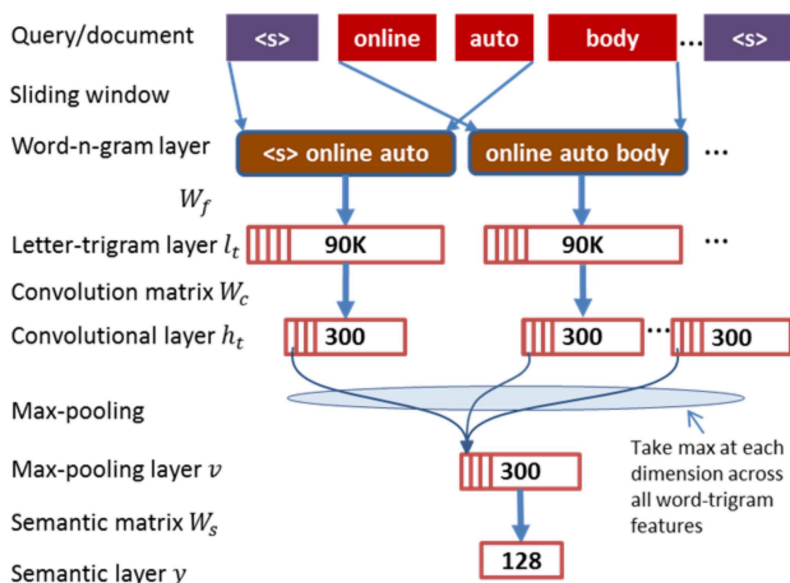 Query/document <s> online auto body ... <s>
Sliding window
Word-n-gram layer <s> online auto online auto body ...
W_f
Letter-trigram layer l_t 90K 90K ...
Convolution matrix W_c
Convolutional layer h_t 300 300 ... 300
Max-pooling
Take max at each
dimension across
all word-trigram
features
Max-pooling layer v 300
Semantic matrix W_s
Semantic layer y 128